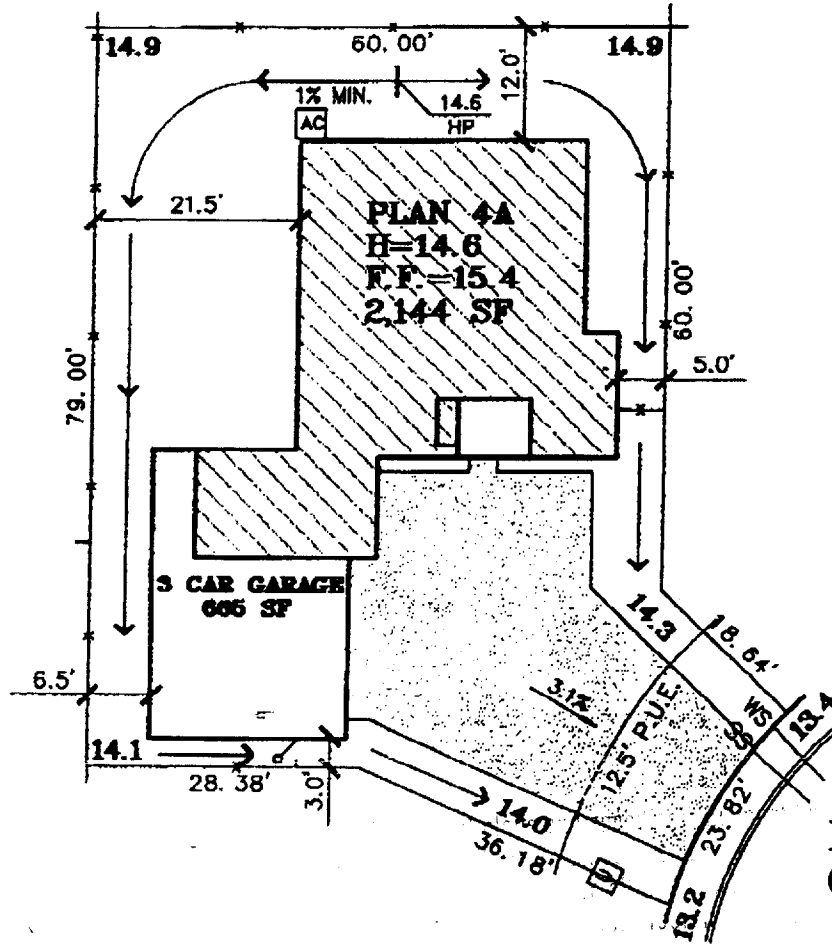 14.9
60.00'
14.9
1% MIN.
14.6
HP
12.0'
AC
21.5'
PLAN 4A
H=14.6
F.F.=15.4
2,144 SF
60.00'
79.00'
5.0'
3 CAR GARAGE
665 SF
14.3
18.64'
6.5'
3.1%
12.5' P.U.E.
WS
SS
13.4
14.1
28.38'
3.0'
14.0
36.18'
23.82'
13.2